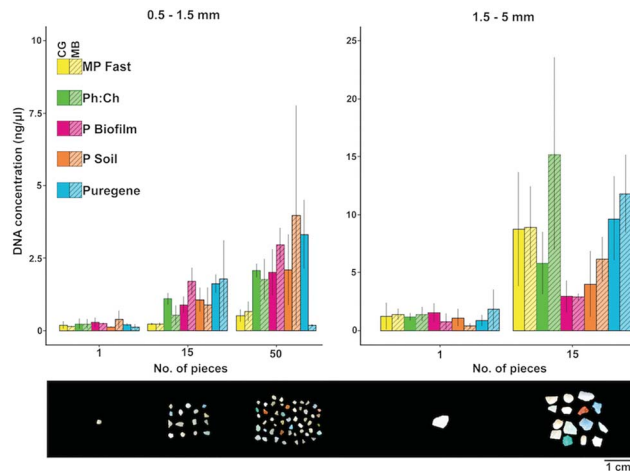 0.5 - 1.5 mm
1.5 - 5 mm
DNA concentration (ng/µl)
10
7.5
5
2.5
0
CG
MB
MP Fast
Ph:Ch
P Biofilm
P Soil
Puregene
1
15
50
No. of pieces
25
20
15
10
5
0
1
15
No. of pieces
1 cm